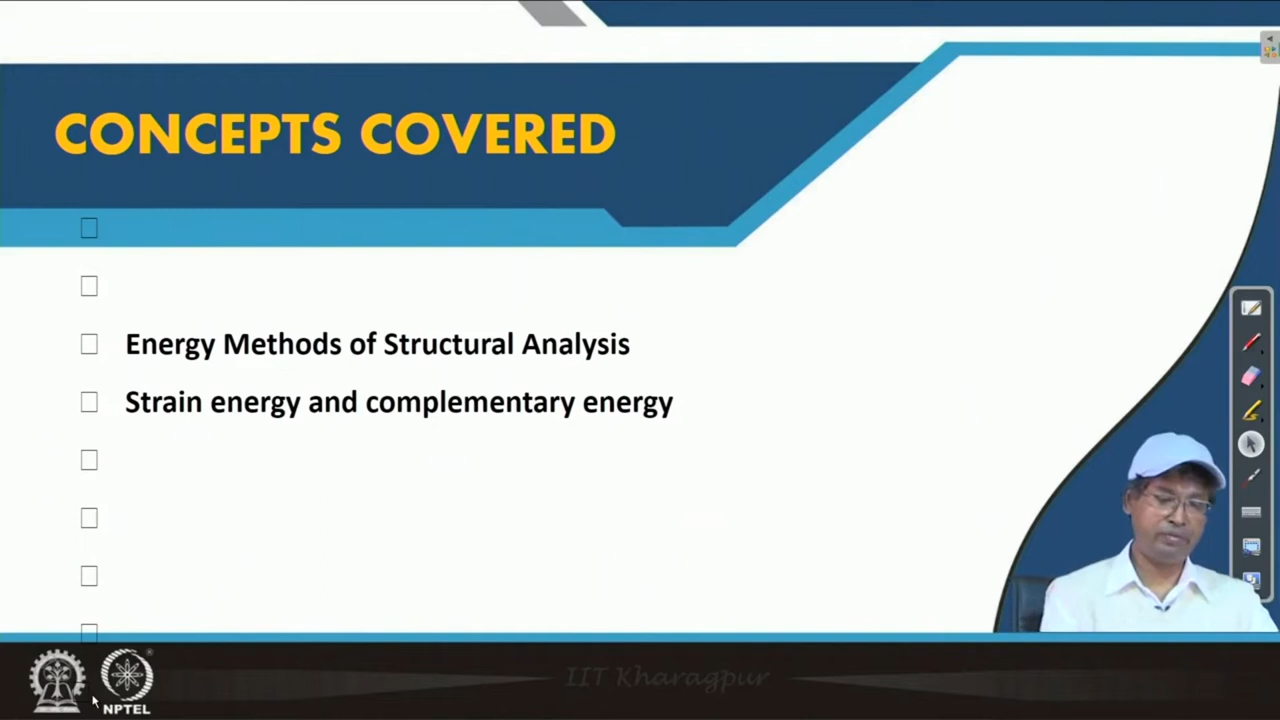 CONCEPTS COVERED
Energy Methods of Structural Analysis
Strain energy and complementary energy
IIT Kharagpur
NPTEL